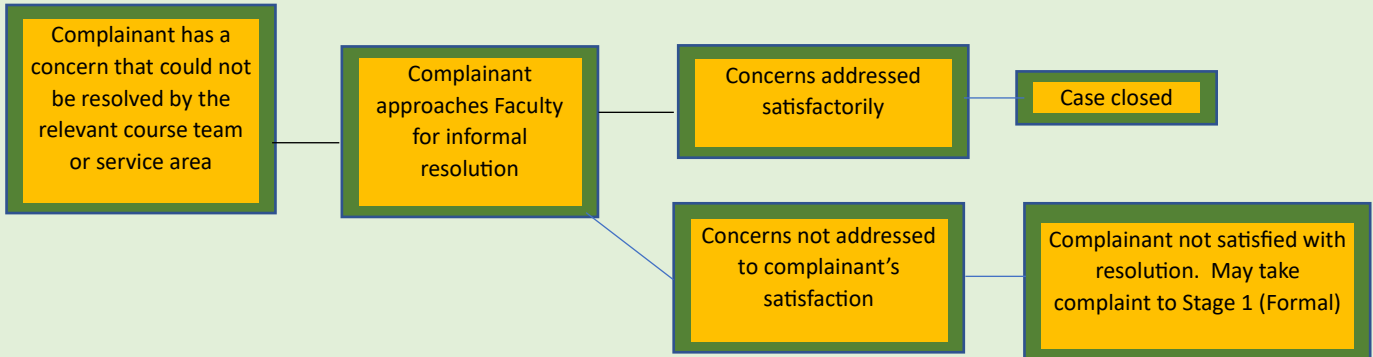 Complainant has a
concern that could not
be resolved by the
relevant course team
or service area
Complainant
approaches Faculty
for informal
resolution
Concerns addressed
satisfactorily
Case closed
Concerns not addressed
to complainant’s
satisfaction
Complainant not satisfied with
resolution.  May take
complaint to Stage 1 (Formal)